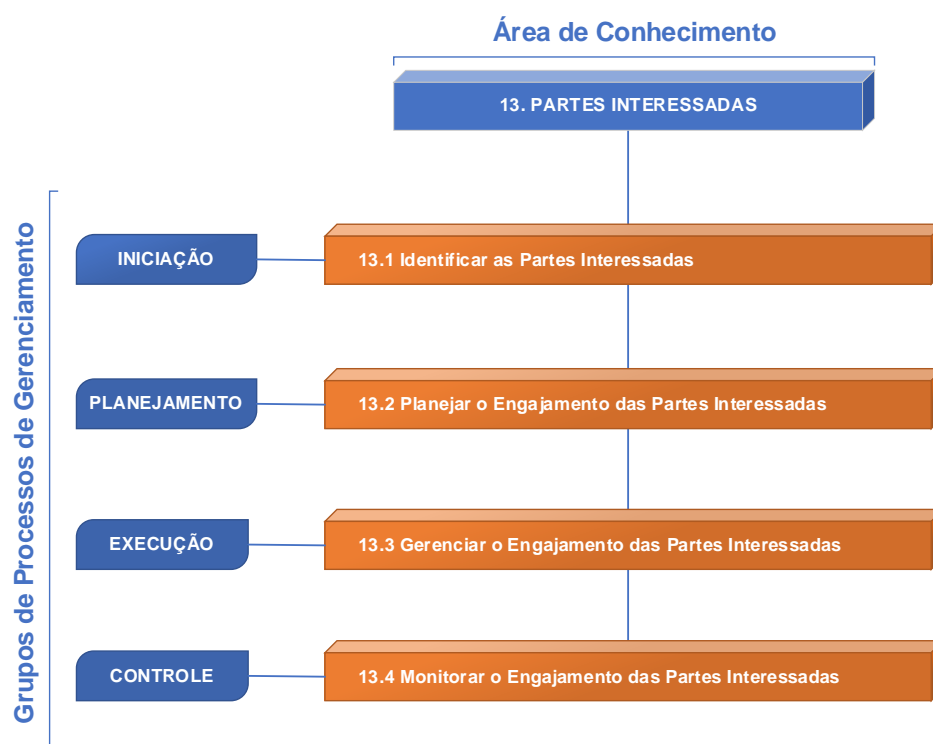 Área de Conhecimento
13. PARTES INTERESSADAS
Grupos de Processos de Gerenciamento
INICIAÇÃO
13.1 Identificar as Partes Interessadas
PLANEJAMENTO
13.2 Planejar o Engajamento das Partes Interessadas
EXECUÇÃO
13.3 Gerenciar o Engajamento das Partes Interessadas
CONTROLE
13.4 Monitorar o Engajamento das Partes Interessadas